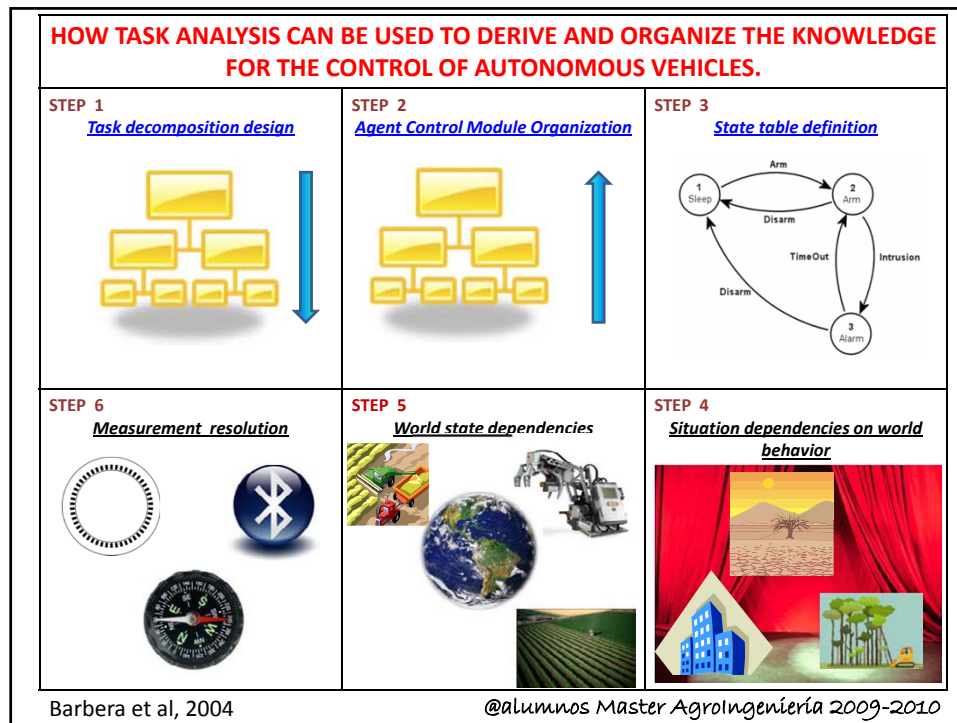 HOW TASK ANALYSIS CAN BE USED TO DERIVE AND ORGANIZE THE KNOWLEDGE
FOR THE CONTROL OF AUTONOMOUS VEHICLES.
STEP 1
Task decomposition design
STEP 2
Agent Control Module Organization
STEP 3
State table definition
Arm
1
Sleep
2
Arm
Disarm
TimeOut
Intrusion
Disarm
3
Alarm
STEP 6
Measurement resolution
STEP 5
World state dependencies
STEP 4
Situation dependencies on world
behavior
Barbera et al, 2004
@alumnos Master AgroIngeniería 2009-2010